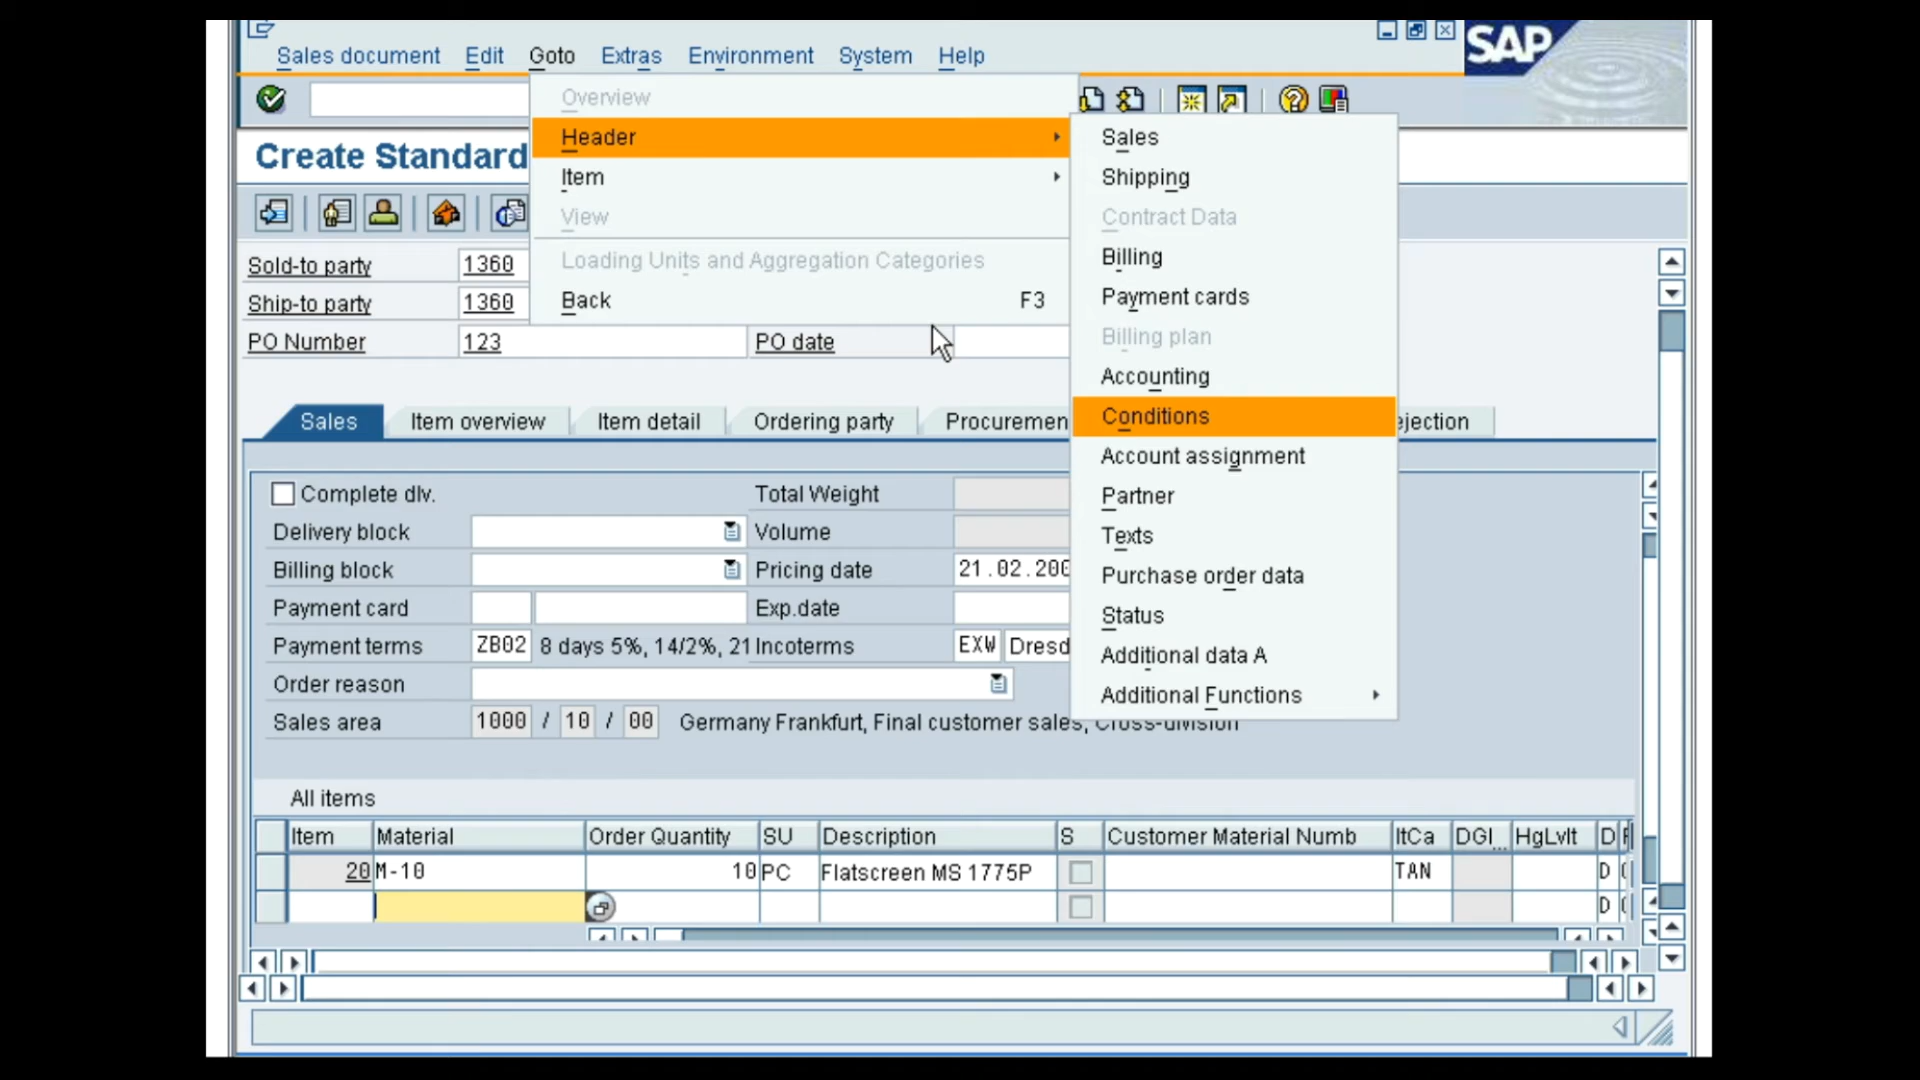 Sales document Edit Goto Extras Environment System Help
SAP
Overview
Header
Item
View
Loading Units and Aggregation Categories
Back F3
Sales
Shipping
Contract Data
Billing
Payment cards
Billing plan
Accounting
Conditions
Account assignment
Partner
Texts
Purchase order data
Status
Additional data A
Additional Functions
Create Standard
Sold-to party 1360
Ship-to party 1360
PO Number 123 PO date
Sales Item overview Item detail Ordering party Procuremen ejection
Complete dlv. Total Weight
Delivery block Volume
Billing block Pricing date 21.02.200
Payment card Exp.date
Payment terms ZB02 8 days 5%, 14/2%, 21 Incoterms EXW Dresd
Order reason
Sales area 1000 / 10 / 00 Germany Frankfurt, Final customer sales, Cross-division
All items
Item Material Order Quantity SU Description S Customer Material Numb ItCa DGI... HgLvIt D
20 M-10 10 PC Flatscreen MS 1775P TAN D
D